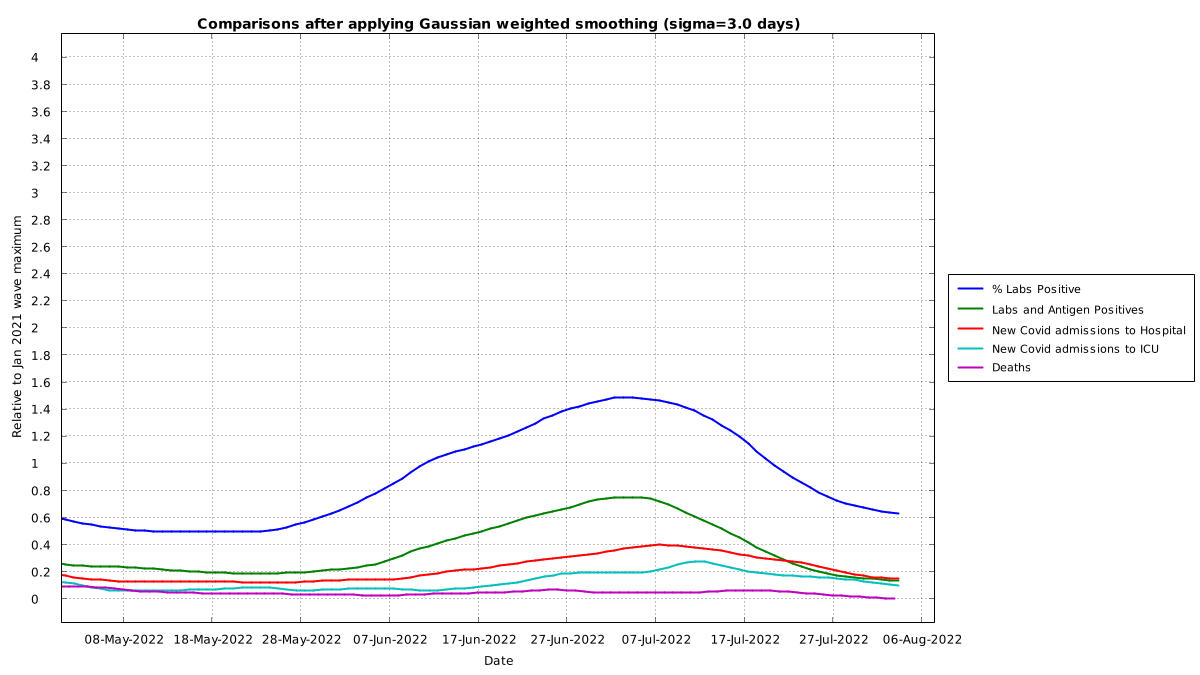 Comparisons after applying Gaussian weighted smoothing (sigma=3.0 days)
Relative to Jan 2021 wave maximum
4
3.8
3.6
3.4
3.2
3
2.8
2.6
2.4
2.2
2
1.8
1.6
1.4
1.2
1
0.8
0.6
0.4
0.2
0
08-May-2022 18-May-2022 28-May-2022 07-Jun-2022 17-Jun-2022 27-Jun-2022 07-Jul-2022 17-Jul-2022 27-Jul-2022 06-Aug-2022
Date
% Labs Positive
Labs and Antigen Positives
New Covid admissions to Hospital
New Covid admissions to ICU
Deaths